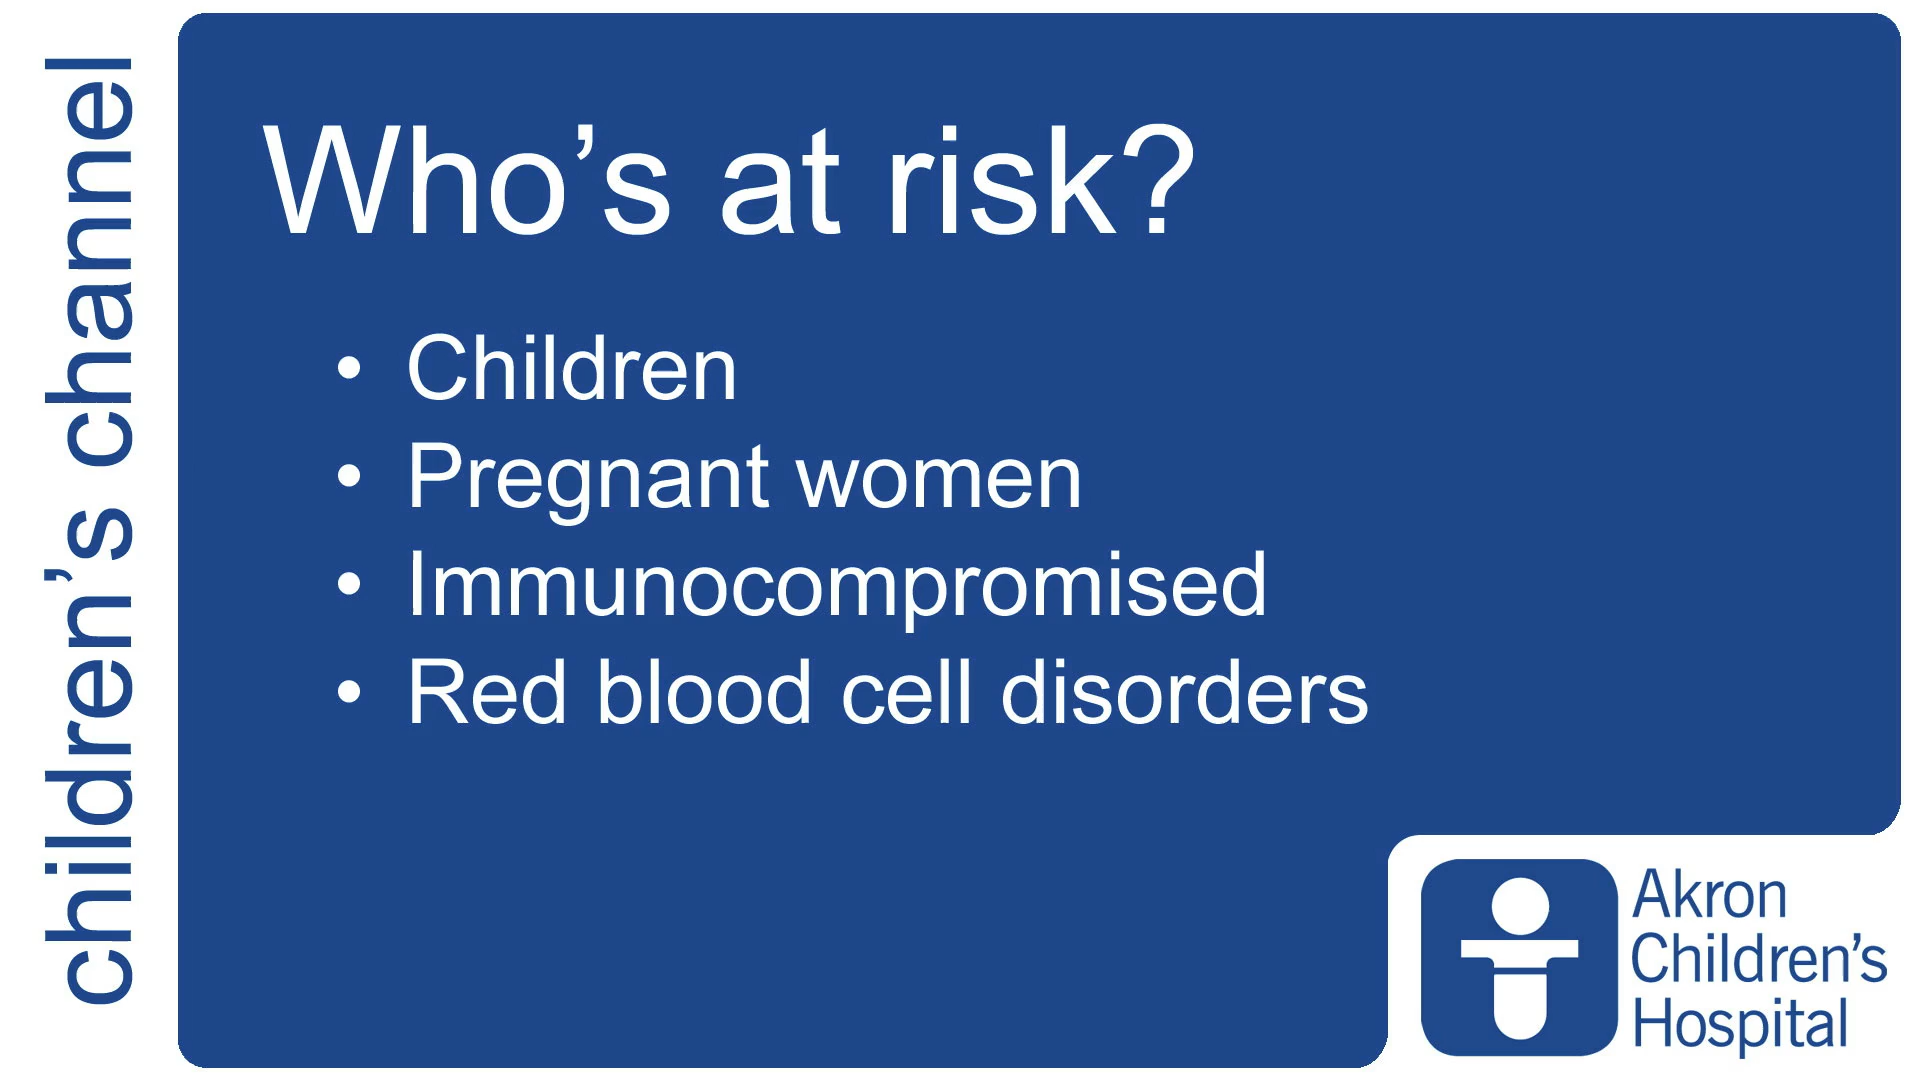 children’s channel
Who’s at risk?
• Children
• Pregnant women
• Immunocompromised
• Red blood cell disorders
Akron
Children’s
Hospital